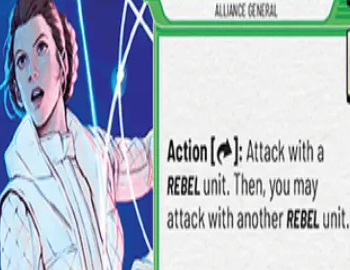 ALLIANCE GENERAL
Action [↷]: Attack with a
REBEL unit. Then, you may
attack with another REBEL unit.